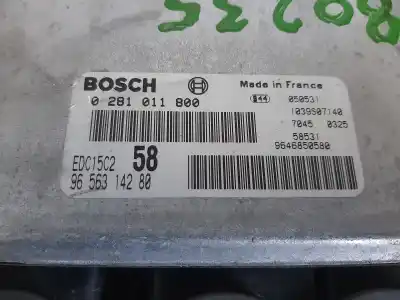 BOSCH
Made in France
0 281 011 800
050531
1039S07140
7045 0325
58531
9646850580
EDC15C2 58
96 563 142 80